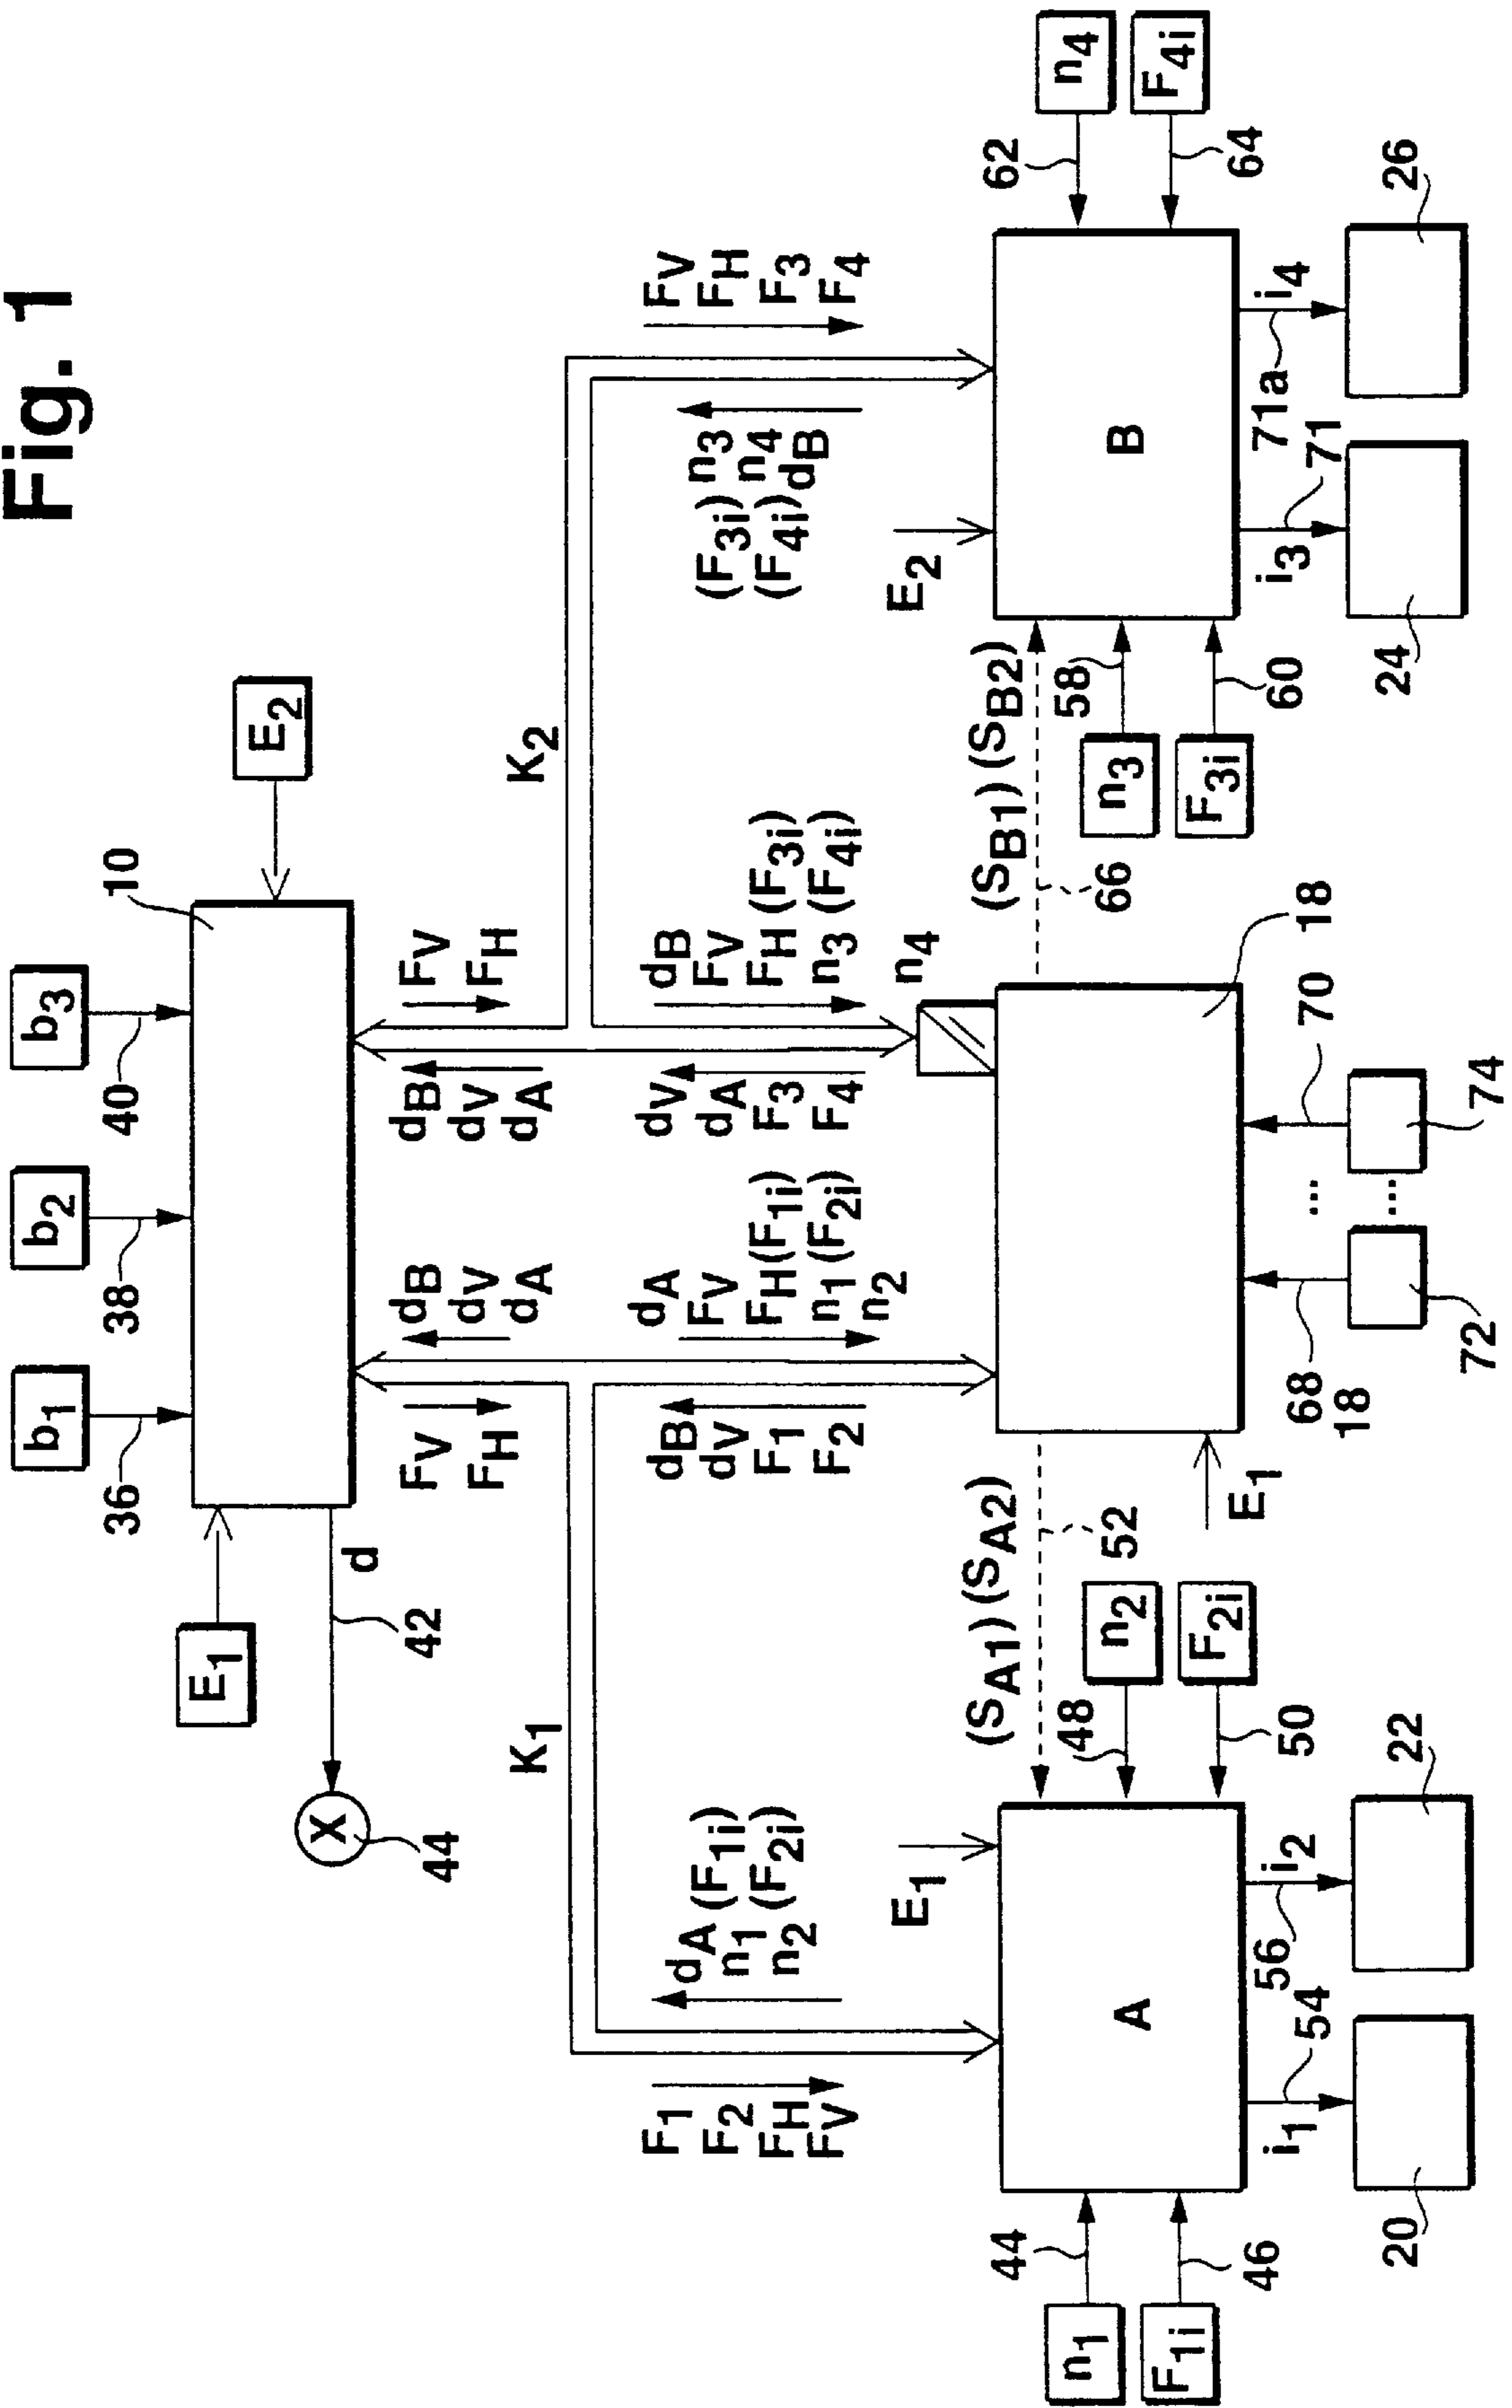 Fig. 1
b1
b2
b3
36
38
40
10
E1
E2
d
42
X
44
FV
FH
dB
dV
dA
FV
FH
dB
dV
dA
K1
K2
F1
F2
FH
FV
dA
n1 (F1i)
n2 (F2i)
dB
dV
F1
F2
dA
FV
FH (F1i)
n1 (F2i)
n2
dV
dA
F3
F4
dB
FV
FH (F3i)
n3 (F4i)
n4
(F3i) n3
(F4i) n4
dB
FV
FH
F3
F4
E1
E2
(SA1) (SA2)
52
(SB1) (SB2)
66
n1
44
F1i
46
A
n2
48
F2i
50
E1
18
n3
58
F3i
60
B
n4
62
F4i
64
i1
54
i2
56
68
18
...
70
i3
71
i4
71a
20
22
72
...
74
24
26